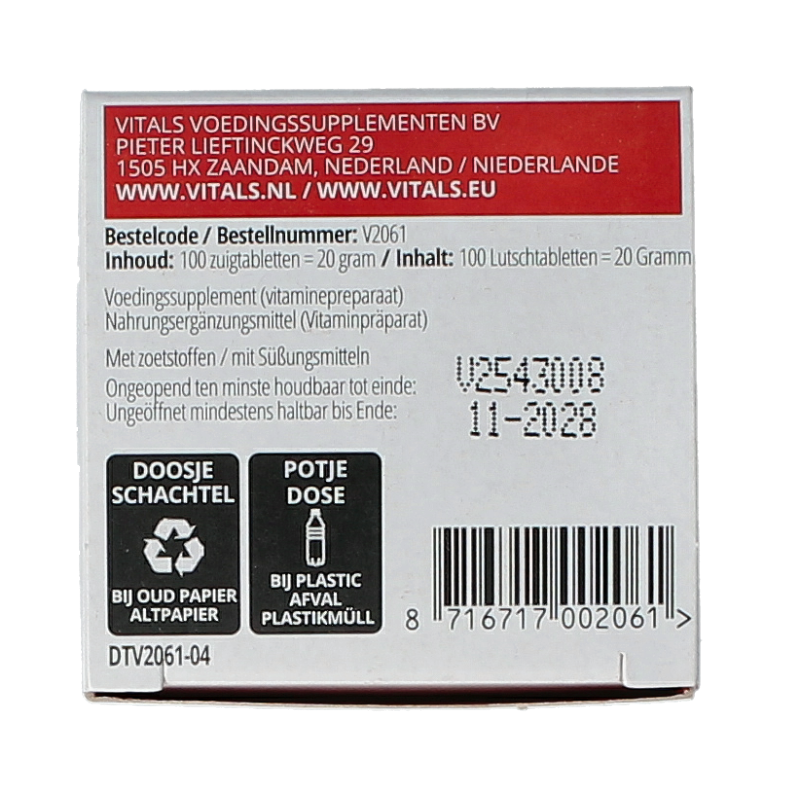 VITALS VOEDINGSSUPPLEMENTEN BV
PIETER LIEFTINCKWEG 29
1505 HX ZAANDAM, NEDERLAND / NIEDERLANDE
WWW.VITALS.NL / WWW.VITALS.EU
Bestelcode / Bestellnummer: V2061
Inhoud: 100 zuigtabletten = 20 gram / Inhalt: 100 Lutschtabletten = 20 Gramm
Voedingssupplement (vitaminepreparaat)
Nahrungsergänzungsmittel (Vitaminpräparat)
Met zoetstoffen / mit Süßungsmitteln
Ongeopend ten minste houdbaar tot einde:
Ungeöffnet mindestens haltbar bis Ende:
V2543008
11-2028
DOOSJE
SCHACHTEL
BIJ OUD PAPIER
ALTPAPIER
POTJE
DOSE
BIJ PLASTIC
AFVAL
PLASTIKMÜLL
8 716717 002061 >
DTV2061-04